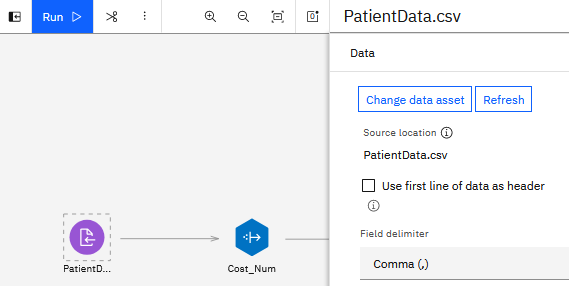 Run
PatientData.csv
Data
Change data asset
Refresh
Source location
PatientData.csv
Use first line of data as header
Field delimiter
Comma (,)
PatientD...
Cost_Num